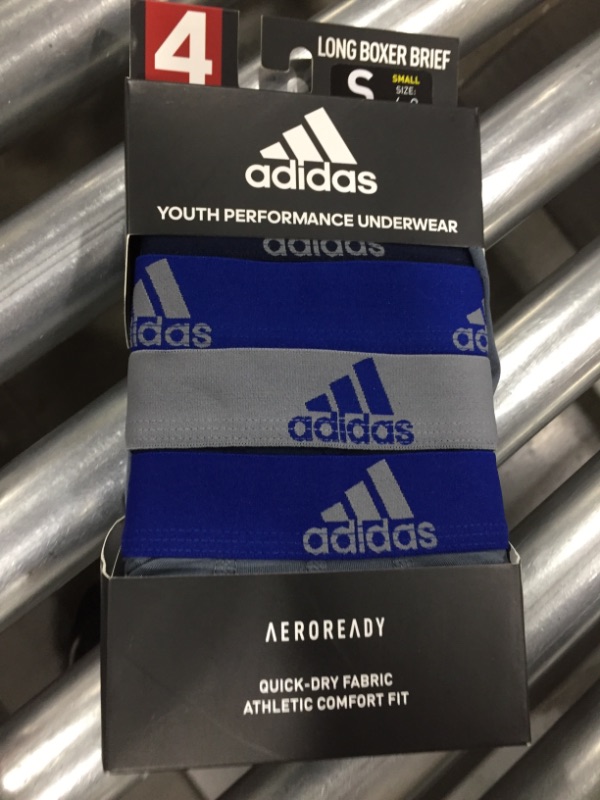 4
LONG BOXER BRIEF
S
SMALL
SIZE:
adidas
YOUTH PERFORMANCE UNDERWEAR
adidas
adidas
ad
adidas
adidas
AEROREADY
QUICK-DRY FABRIC
ATHLETIC COMFORT FIT